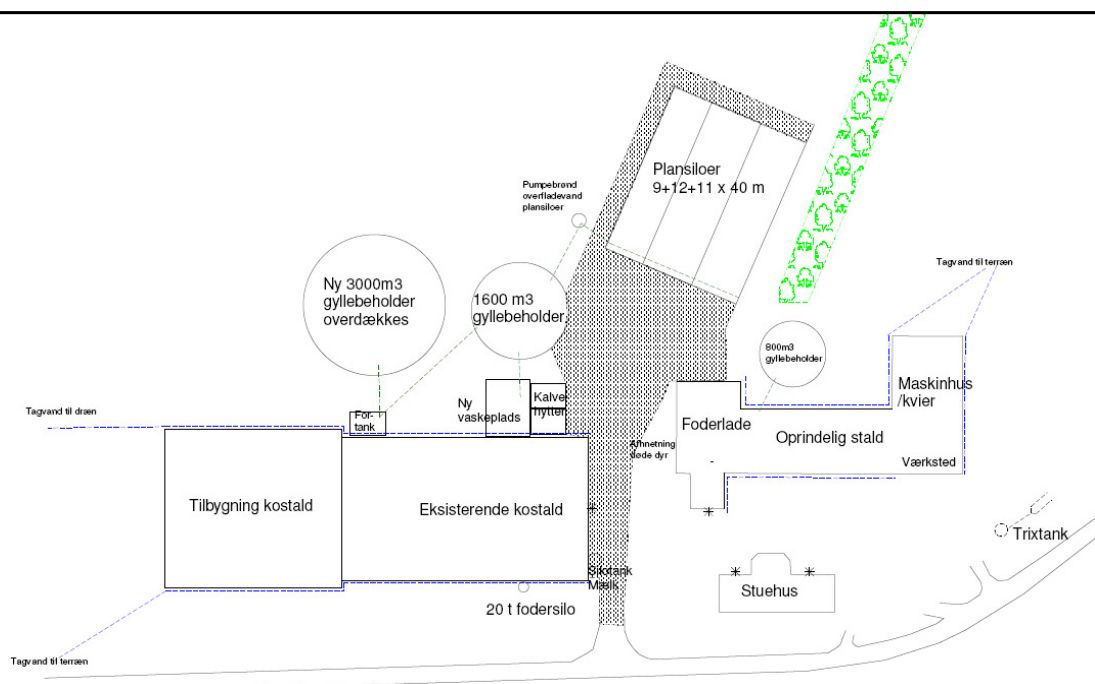 Plansiloer
9+12+11 x 40 m
Pumpebrønd
overfladevand
plansiloer
Tagvand til terræn
Ny 3000m3
gyllebeholder
overdækkes
1600 m3
gyllebeholder
800m3
gyllebeholder
Maskinhus
/kvier
Kalve-
hytter
Ny
vaskeplads
For-
tank
Tagvand til dræn
Foderlade
Oprindelig stald
Afhnetning
døde dyr
Værksted
Tilbygning kostald
Eksisterende kostald
Trixtank
Silotank
Mælk
Stuehus
20 t fodersilo
Tagvand til terræn